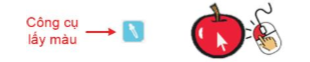 Công cụ
lấy màu